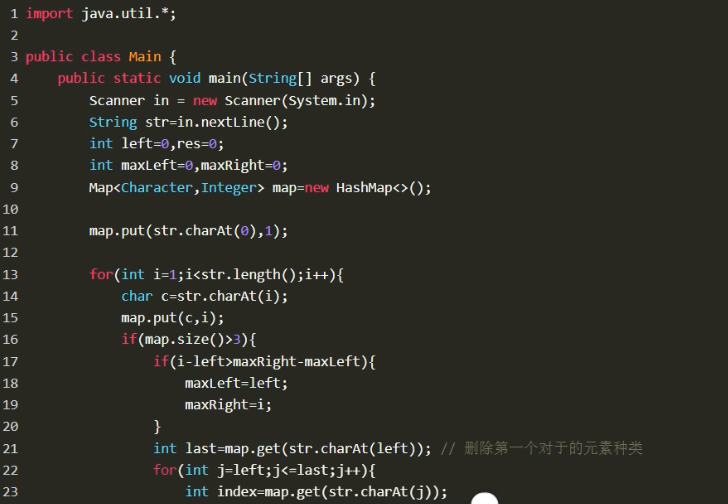 1 import java.util.*;
2
3 public class Main {
4     public static void main(String[] args) {
5         Scanner in = new Scanner(System.in);
6         String str=in.nextLine();
7         int left=0,res=0;
8         int maxLeft=0,maxRight=0;
9         Map<Character,Integer> map=new HashMap<>();
10
11         map.put(str.charAt(0),1);
12
13         for(int i=1;i<str.length();i++){
14             char c=str.charAt(i);
15             map.put(c,i);
16             if(map.size()>3){
17                 if(i-left>maxRight-maxLeft){
18                     maxLeft=left;
19                     maxRight=i;
20                 }
21                 int last=map.get(str.charAt(left)); // 删除第一个对于的元素种类
22                 for(int j=left;j<=last;j++){
23                     int index=map.get(str.charAt(j));